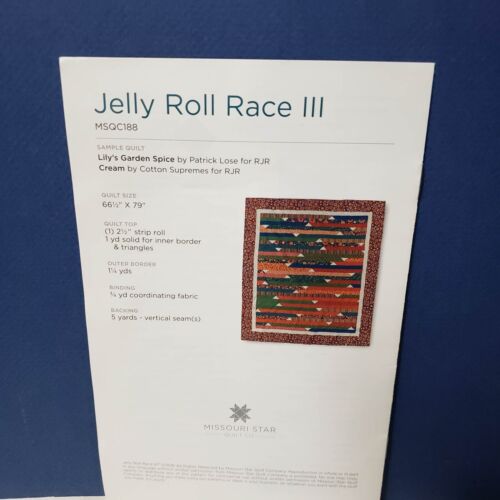 Jelly Roll Race III
MSQC188
SAMPLE QUILT
Lily's Garden Spice by Patrick Lose for RJR
Cream by Cotton Supremes for RJR
QUILT SIZE
66½" X 79"
QUILT TOP
(1) 2½" strip roll
1 yd solid for inner border
& triangles
OUTER BORDER
1¼ yds
BINDING
¾ yd coordinating fabric
BACKING
5 yards - vertical seam(s)
MISSOURI STAR
QUILT CO.